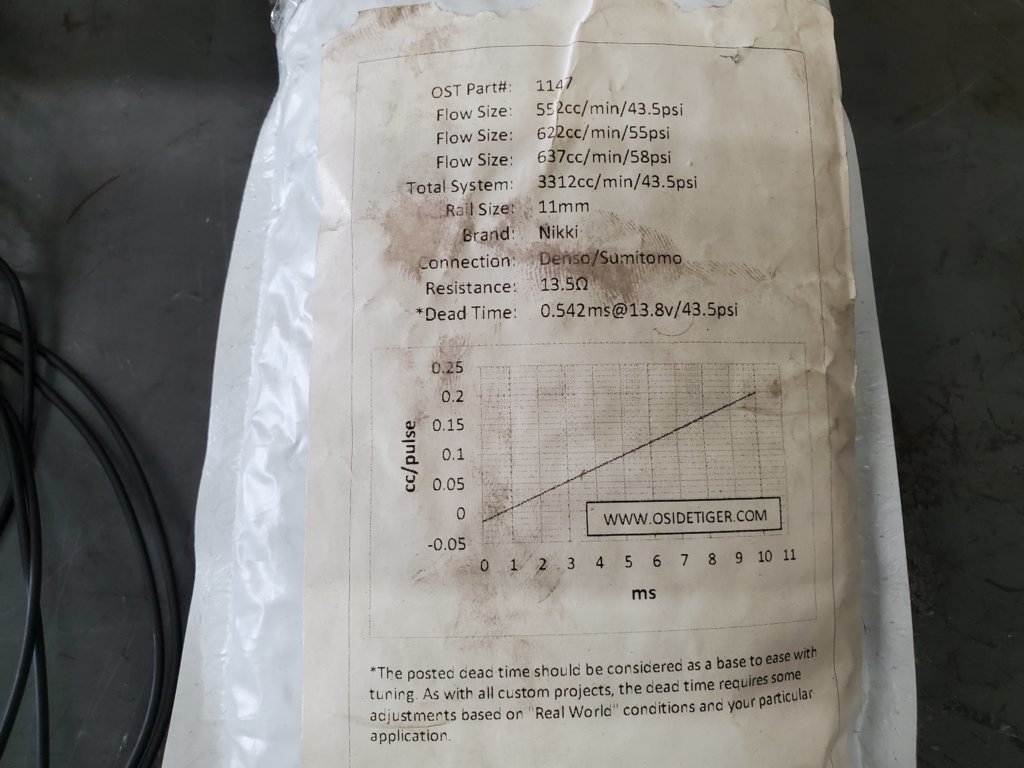 OST Part#: 1147
Flow Size: 552cc/min/43.5psi
Flow Size: 622cc/min/55psi
Flow Size: 637cc/min/58psi
Total System: 3312cc/min/43.5psi
Rail Size: 11mm
Brand: Nikki
Connection: Denso/Sumitomo
Resistance: 13.5Ω
*Dead Time: 0.542ms@13.8v/43.5psi
0.25
0.2
0.15
0.1
0.05
0
-0.05
cc/pulse
WWW.OSIDETIGER.COM
0 1 2 3 4 5 6 7 8 9 10 11
ms
*The posted dead time should be considered as a base to ease with
tuning. As with all custom projects, the dead time requires some
adjustments based on "Real World" conditions and your particular
application.